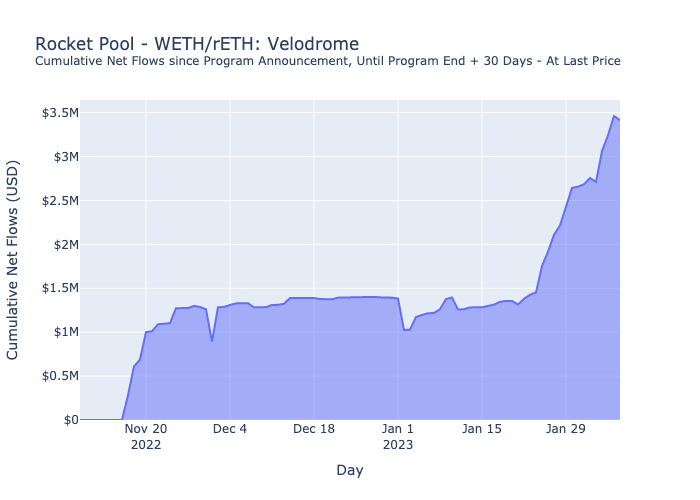 Rocket Pool - WETH/rETH: Velodrome
Cumulative Net Flows since Program Announcement, Until Program End + 30 Days - At Last Price
$3.5M
$3M
$2.5M
$2M
$1.5M
$1M
$0.5M
$0
Cumulative Net Flows (USD)
Nov 20 Dec 4 Dec 18 Jan 1 Jan 15 Jan 29
2022 2023
Day